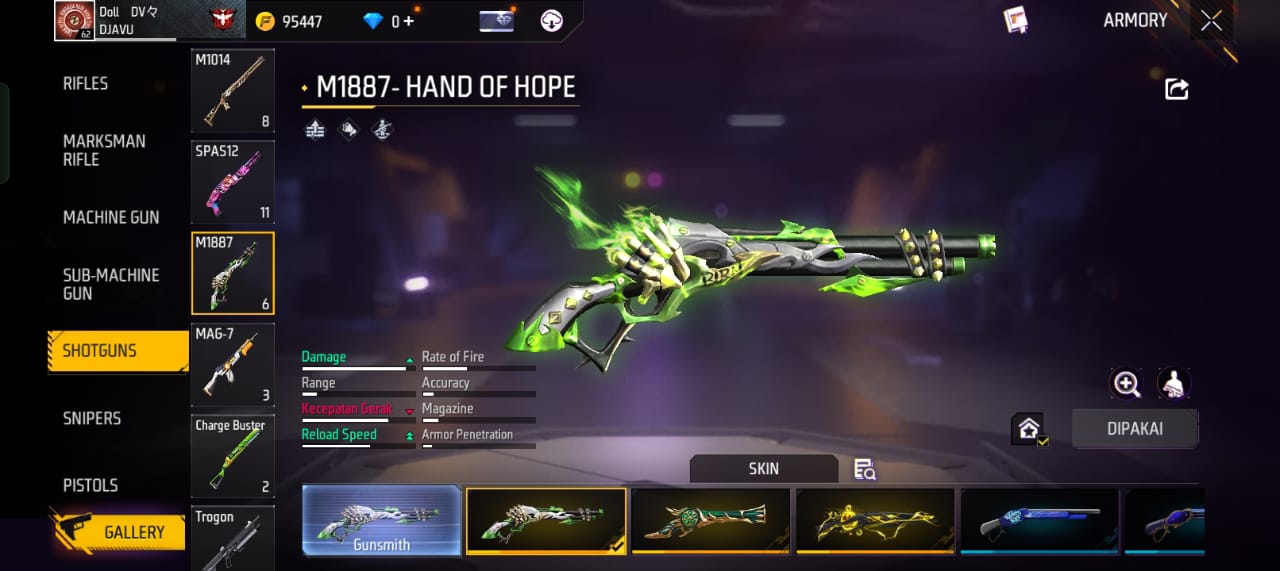 Doll DV々
DJAVU
62
95447
0 +
ARMORY
RIFLES
MARKSMAN
RIFLE
MACHINE GUN
SUB-MACHINE
GUN
SHOTGUNS
SNIPERS
PISTOLS
GALLERY
M1014
8
SPAS12
11
M1887
6
MAG-7
3
Charge Buster
2
Trogon
M1887- HAND OF HOPE
Damage
Rate of Fire
Range
Accuracy
Kecepatan Gerak
Magazine
Reload Speed
Armor Penetration
DIPAKAI
SKIN
Gunsmith